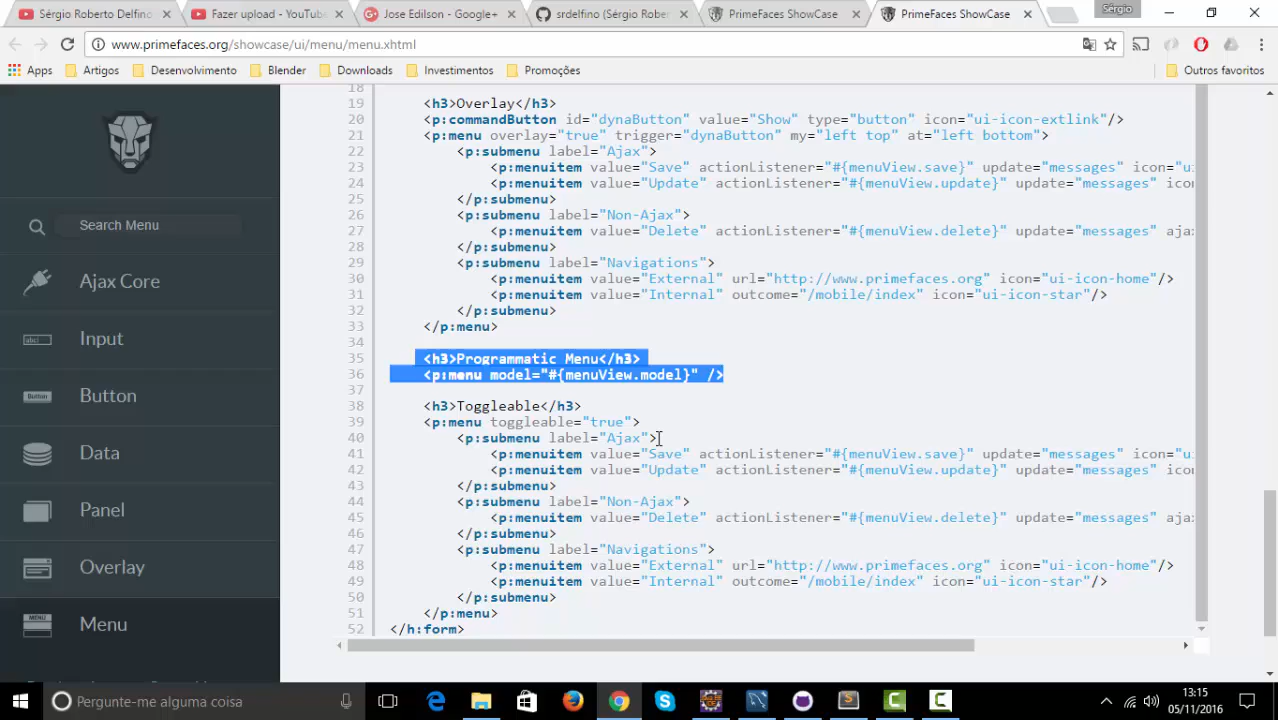 Sérgio Roberto Delfino
Fazer upload - YouTube
Jose Edilson - Google+
srdelfino (Sérgio Rober
PrimeFaces ShowCase
PrimeFaces ShowCase
Sérgio
www.primefaces.org/showcase/ui/menu/menu.xhtml
Apps
Artigos
Desenvolvimento
Blender
Downloads
Investimentos
Promoções
Outros favoritos
Search Menu
Ajax Core
Input
Button
Data
Panel
Overlay
Menu
18
19 <h3>Overlay</h3>
20 <p:commandButton id="dynaButton" value="Show" type="button" icon="ui-icon-extlink"/>
21 <p:menu overlay="true" trigger="dynaButton" my="left top" at="left bottom">
22 <p:submenu label="Ajax">
23 <p:menuitem value="Save" actionListener="#{menuView.save}" update="messages" icon="ui
24 <p:menuitem value="Update" actionListener="#{menuView.update}" update="messages" icon
25 </p:submenu>
26 <p:submenu label="Non-Ajax">
27 <p:menuitem value="Delete" actionListener="#{menuView.delete}" update="messages" ajax
28 </p:submenu>
29 <p:submenu label="Navigations">
30 <p:menuitem value="External" url="http://www.primefaces.org" icon="ui-icon-home"/>
31 <p:menuitem value="Internal" outcome="/mobile/index" icon="ui-icon-star"/>
32 </p:submenu>
33 </p:menu>
34
35 <h3>Programmatic Menu</h3>
36 <p:menu model="#{menuView.model}" />
37
38 <h3>Toggleable</h3>
39 <p:menu toggleable="true">
40 <p:submenu label="Ajax">
41 <p:menuitem value="Save" actionListener="#{menuView.save}" update="messages" icon="ui
42 <p:menuitem value="Update" actionListener="#{menuView.update}" update="messages" icon
43 </p:submenu>
44 <p:submenu label="Non-Ajax">
45 <p:menuitem value="Delete" actionListener="#{menuView.delete}" update="messages" ajax
46 </p:submenu>
47 <p:submenu label="Navigations">
48 <p:menuitem value="External" url="http://www.primefaces.org" icon="ui-icon-home"/>
49 <p:menuitem value="Internal" outcome="/mobile/index" icon="ui-icon-star"/>
50 </p:submenu>
51 </p:menu>
52 </h:form>
Pergunte-me alguma coisa
13:15
05/11/2016